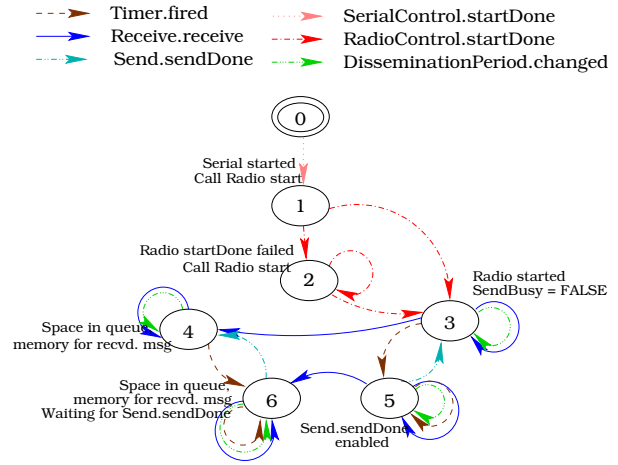 Timer.fired
Receive.receive
Send.sendDone
SerialControl.startDone
RadioControl.startDone
DisseminationPeriod.changed
0
Serial started
Call Radio start
1
Radio startDone failed
Call Radio start
2
Radio started
SendBusy = FALSE
3
Space in queue,
memory for recvd. msg
4
Space in queue,
memory for recvd. msg
Waiting for Send.sendDone
6
5
Send.sendDone
enabled